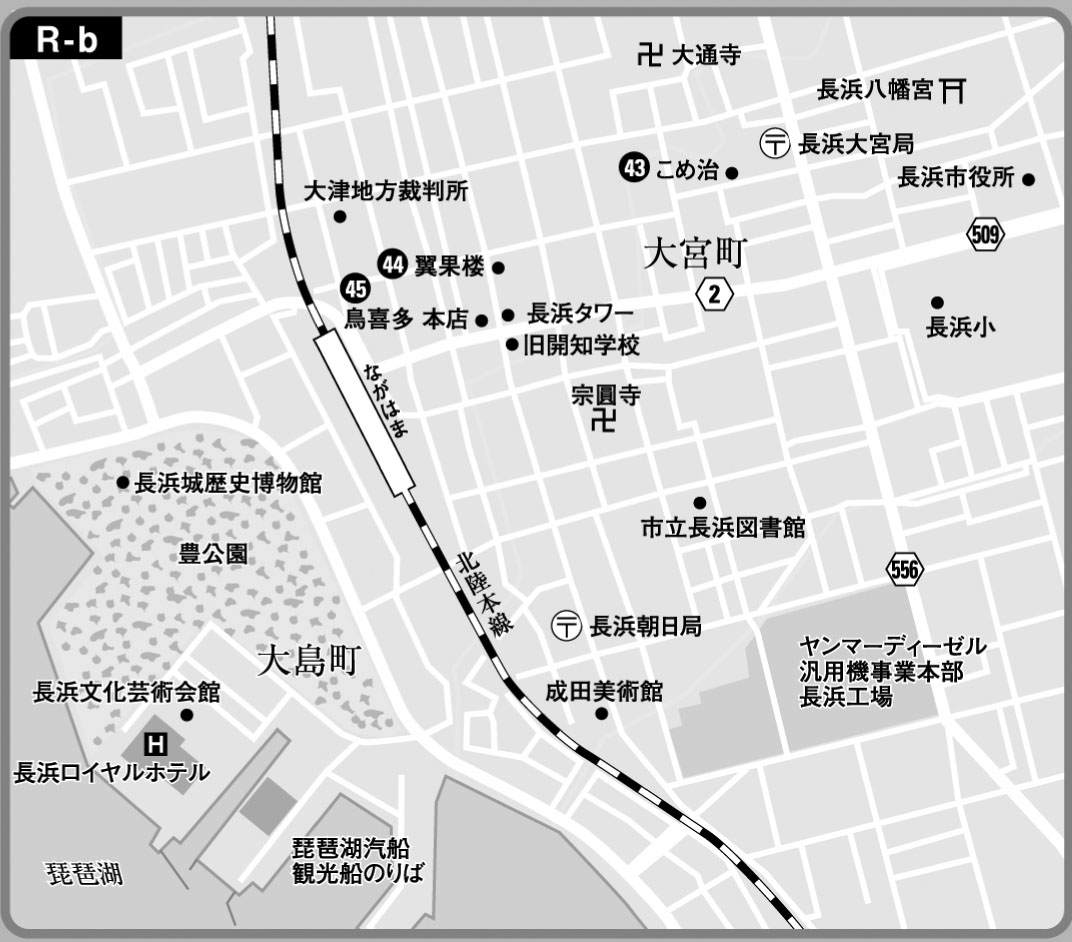 R-b
大通寺
長浜八幡宮
長浜大宮局
43 こめ治
長浜市役所
大津地方裁判所
509
大宮町
44 翼果楼
2
45
鳥喜多 本店
長浜タワー
長浜小
旧開知学校
ながはま
宗圓寺
長浜城歴史博物館
市立長浜図書館
豊公園
北陸本線
556
長浜朝日局
ヤンマーディーゼル
汎用機事業本部
長浜工場
大島町
長浜文化芸術会館
成田美術館
H
長浜ロイヤルホテル
琵琶湖汽船
観光船のりば
琵琶湖